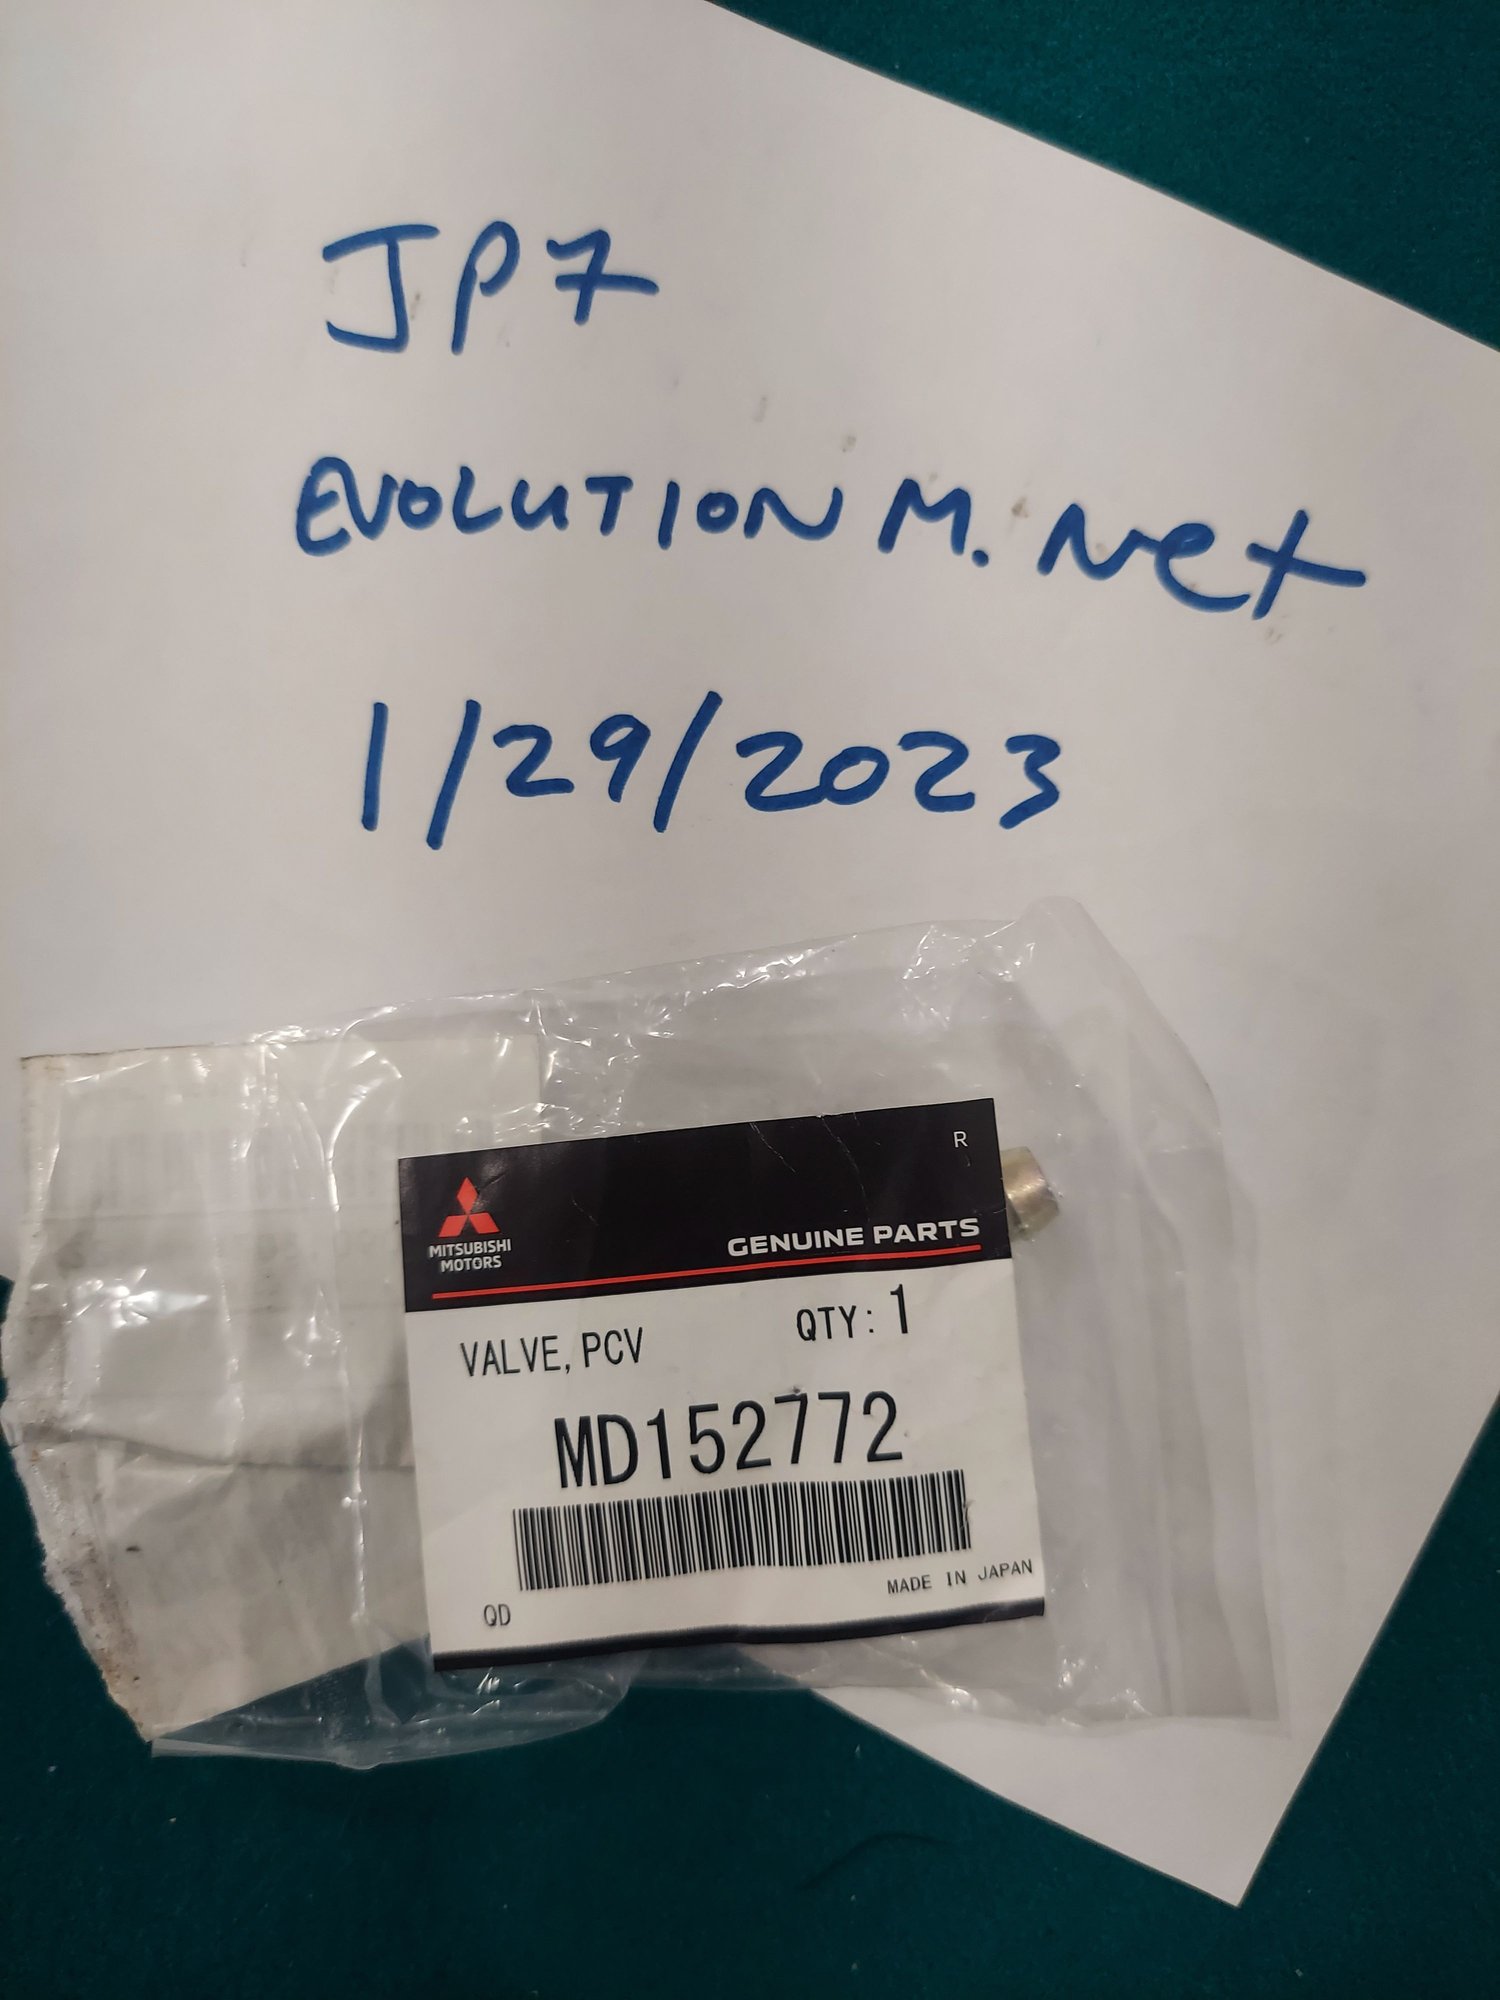 JP7
EVOLUTION M. Net
1/29/2023
R
MITSUBISHI
MOTORS
GENUINE PARTS
VALVE, PCV
QTY: 1
MD152772
MADE IN JAPAN
QD